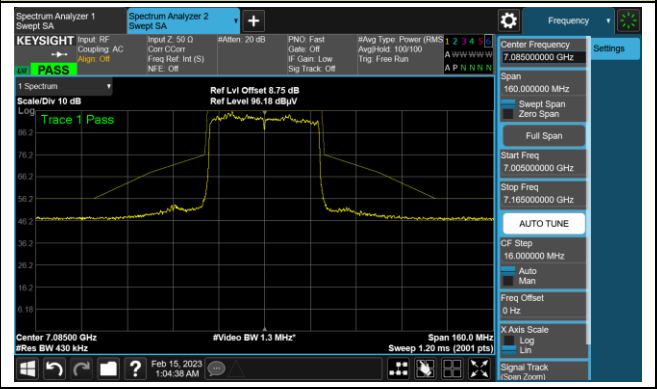 Spectrum Analyzer 1
Swept SA
Spectrum Analyzer 2
Swept SA
Frequency
KEYSIGHT
Input: RF
Coupling: AC
Align: Off
Input Z: 50 Ω
Corr CCorr
Freq Ref: Int (S)
NFE: Off
#Atten: 20 dB
PNO: Fast
Gate: Off
IF Gain: Low
Sig Track: Off
#Avg Type: Power (RMS
Avg|Hold: 100/100
Trig: Free Run
1 2 3 4 5 6
A W W W W W
A P N N N N
LXI
PASS
1 Spectrum
Scale/Div 10 dB
Ref Lvl Offset 8.75 dB
Ref Level 96.18 dBµV
Log
Trace 1 Pass
86.2
76.2
66.2
56.2
46.2
36.2
26.2
16.2
6.18
Center 7.08500 GHz
#Res BW 430 kHz
#Video BW 1.3 MHz*
Span 160.0 MHz
Sweep 1.20 ms (2001 pts)
Feb 15, 2023
1:04:38 AM
Center Frequency
7.085000000 GHz
Settings
Span
160.000000 MHz
Swept Span
Zero Span
Full Span
Start Freq
7.005000000 GHz
Stop Freq
7.165000000 GHz
AUTO TUNE
CF Step
16.000000 MHz
Auto
Man
Freq Offset
0 Hz
X Axis Scale
Log
Lin
Signal Track
(Span Zoom)